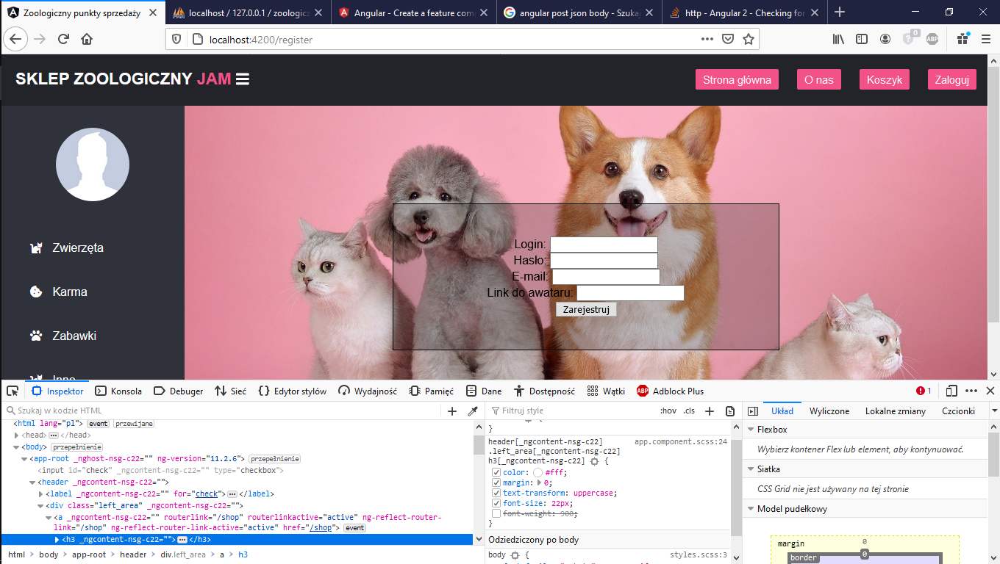 Zoologiczny punkty sprzedaży
localhost / 127.0.0.1 / zoologic
Angular - Create a feature com
angular post json body - Szuka
http - Angular 2 - Checking for
localhost:4200/register
0
ABP
SKLEP ZOOLOGICZNY JAM
Strona główna
O nas
Koszyk
Zaloguj
Zwierzęta
Karma
Zabawki
Inne
Login:
Hasło:
E-mail:
Link do awataru:
Zarejestruj
Inspektor
Konsola
Debuger
Sieć
Edytor stylów
Wydajność
Pamięć
Dane
Dostępność
Wątki
ABP Adblock Plus
1
Szukaj w kodzie HTML
<html lang="pl"> event przewijane
<head> </head>
<body> przepełnienie
<app-root _nghost-nsg-c22="" ng-version="11.2.6"> przepełnienie
<input id="check" _ngcontent-nsg-c22="" type="checkbox">
<header _ngcontent-nsg-c22="">
<label _ngcontent-nsg-c22="" for="check"> </label>
<div class="left_area" _ngcontent-nsg-c22="">
<a _ngcontent-nsg-c22="" routerlink="/shop" routerlinkactive="active" ng-reflect-router-
link="/shop" ng-reflect-router-link-active="active" href="/shop"> event
<h3 _ngcontent-nsg-c22=""> </h3>
html
body
app-root
header
div.left_area
a
h3
Filtruj style
:hov
.cls
}
header[_ngcontent-nsg-c22] app.component.scss:24
.left_area[_ngcontent-nsg-c22]
h3[_ngcontent-nsg-c22] {
color: #fff;
margin: 0;
text-transform: uppercase;
font-size: 22px;
font-weight: 900;
}
Odziedziczony po body
body { styles.scss:3
Układ
Wyliczone
Lokalne zmiany
Czcionki
Flexbox
Wybierz kontener Flex lub element, aby kontynuować.
Siatka
CSS Grid nie jest używany na tej stronie
Model pudełkowy
margin
0
border
0